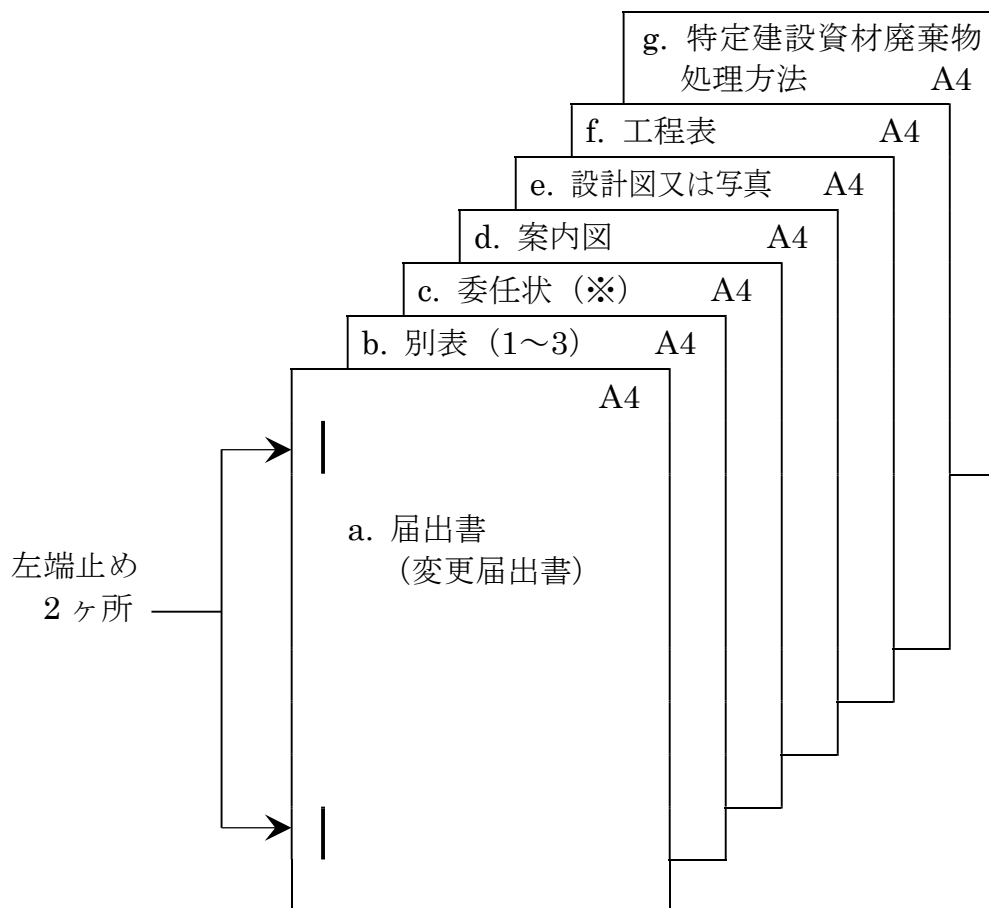 g. 特定建設資材廃棄物
処理方法 A4
f. 工程表 A4
e. 設計図又は写真 A4
d. 案内図 A4
c. 委任状（※） A4
b. 別表（1～3） A4
A4
a. 届出書
（変更届出書）
左端止め
2 ヶ所